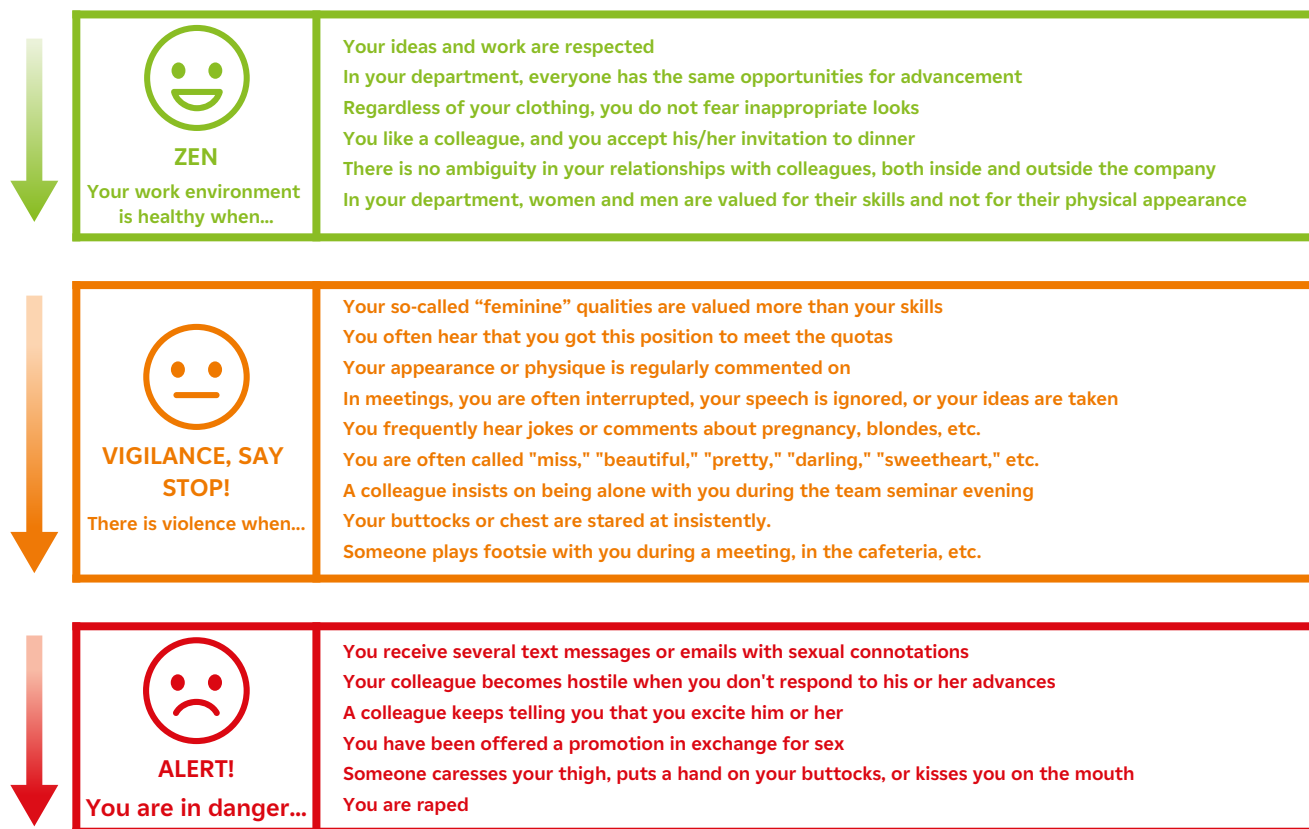 ZEN
Your work environment
is healthy when...
Your ideas and work are respected
In your department, everyone has the same opportunities for advancement
Regardless of your clothing, you do not fear inappropriate looks
You like a colleague, and you accept his/her invitation to dinner
There is no ambiguity in your relationships with colleagues, both inside and outside the company
In your department, women and men are valued for their skills and not for their physical appearance
VIGILANCE, SAY
STOP!
There is violence when...
Your so-called “feminine” qualities are valued more than your skills
You often hear that you got this position to meet the quotas
Your appearance or physique is regularly commented on
In meetings, you are often interrupted, your speech is ignored, or your ideas are taken
You frequently hear jokes or comments about pregnancy, blondes, etc.
You are often called "miss," "beautiful," "pretty," "darling," "sweetheart," etc.
A colleague insists on being alone with you during the team seminar evening
Your buttocks or chest are stared at insistently.
Someone plays footsie with you during a meeting, in the cafeteria, etc.
ALERT!
You are in danger...
You receive several text messages or emails with sexual connotations
Your colleague becomes hostile when you don't respond to his or her advances
A colleague keeps telling you that you excite him or her
You have been offered a promotion in exchange for sex
Someone caresses your thigh, puts a hand on your buttocks, or kisses you on the mouth
You are raped